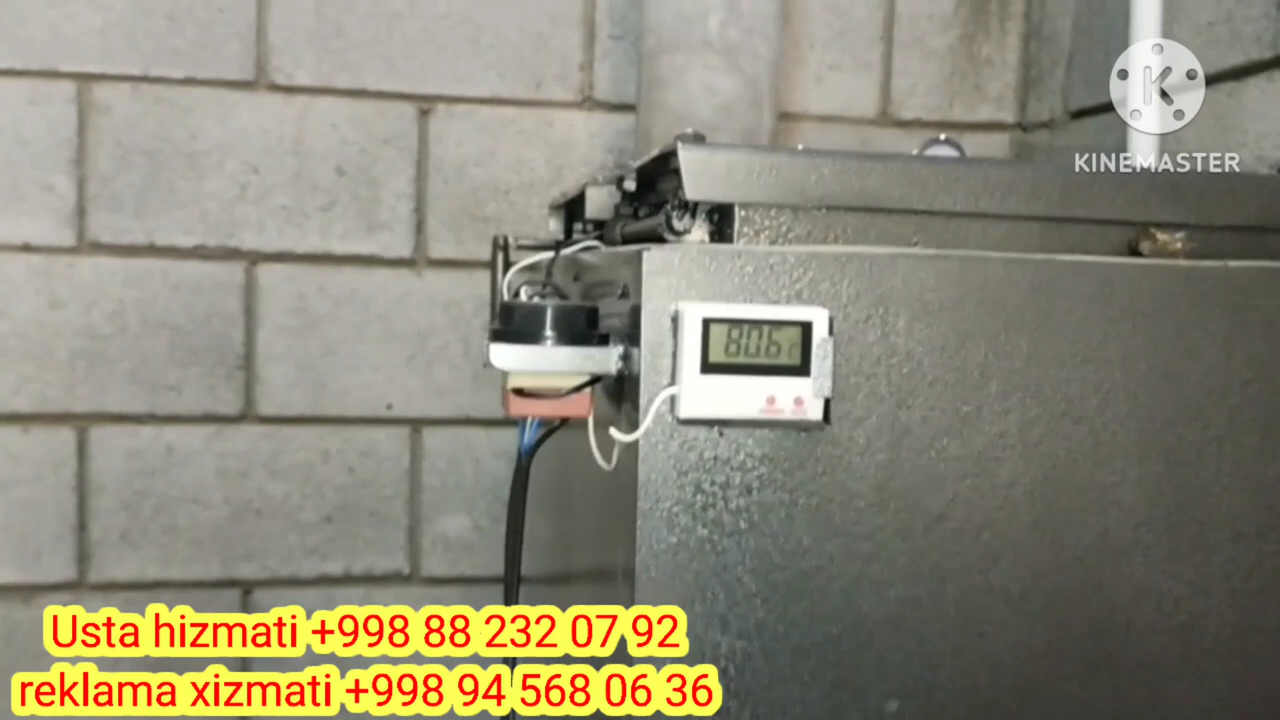 K
KINEMASTER
80.6 c
Usta hizmati +998 88 232 07 92
reklama xizmati +998 94 568 06 36